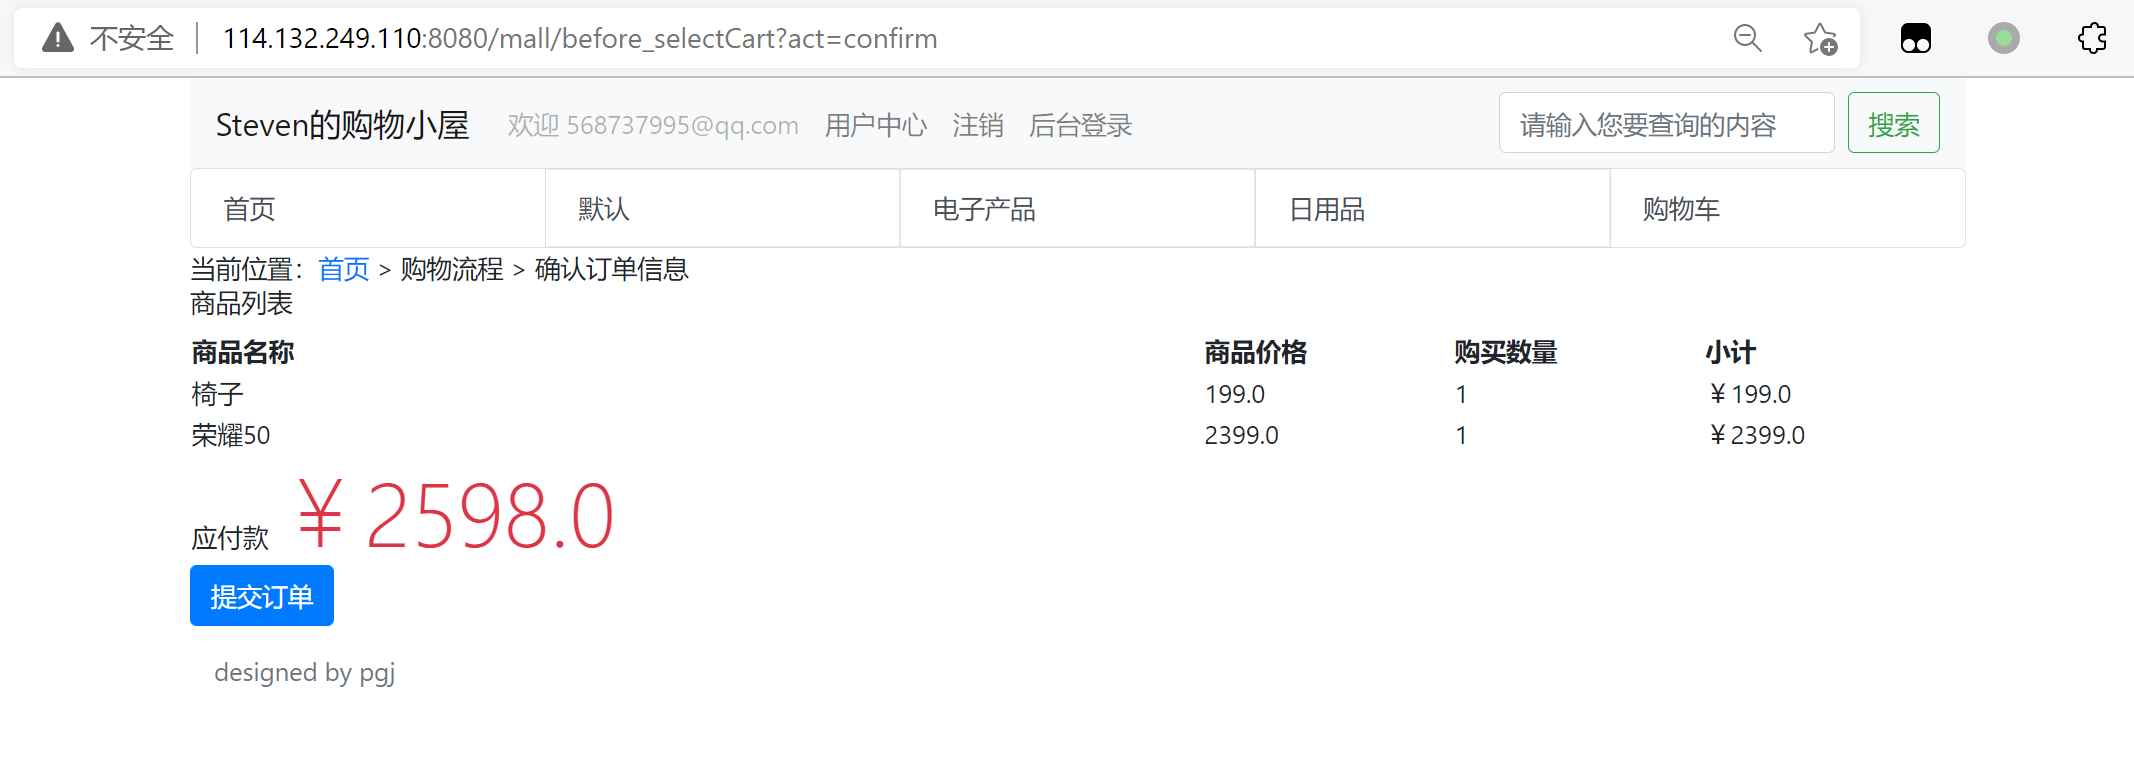 不安全 114.132.249.110:8080/mall/before_selectCart?act=confirm
Steven的购物小屋 欢迎 568737995@qq.com 用户中心 注销 后台登录 请输入您要查询的内容 搜索
首页 默认 电子产品 日用品 购物车
当前位置：首页 > 购物流程 > 确认订单信息
商品列表
商品名称 商品价格 购买数量 小计
椅子 199.0 1 ￥199.0
荣耀50 2399.0 1 ￥2399.0
应付款 ￥2598.0
提交订单
designed by pgj